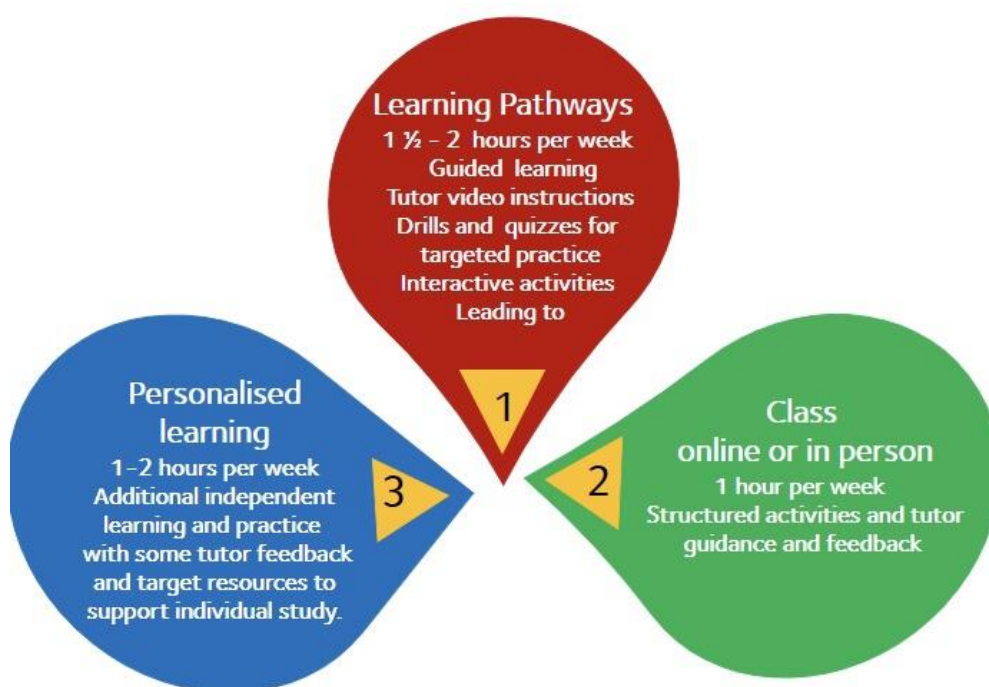 Learning Pathways
1 ½ – 2 hours per week
Guided learning
Tutor video instructions
Drills and quizzes for
targeted practice
Interactive activities
Leading to
1
Class
online or in person
1 hour per week
Structured activities and tutor
guidance and feedback
2
Personalised
learning
1-2 hours per week
Additional independent
learning and practice
with some tutor feedback
and target resources to
support individual study.
3